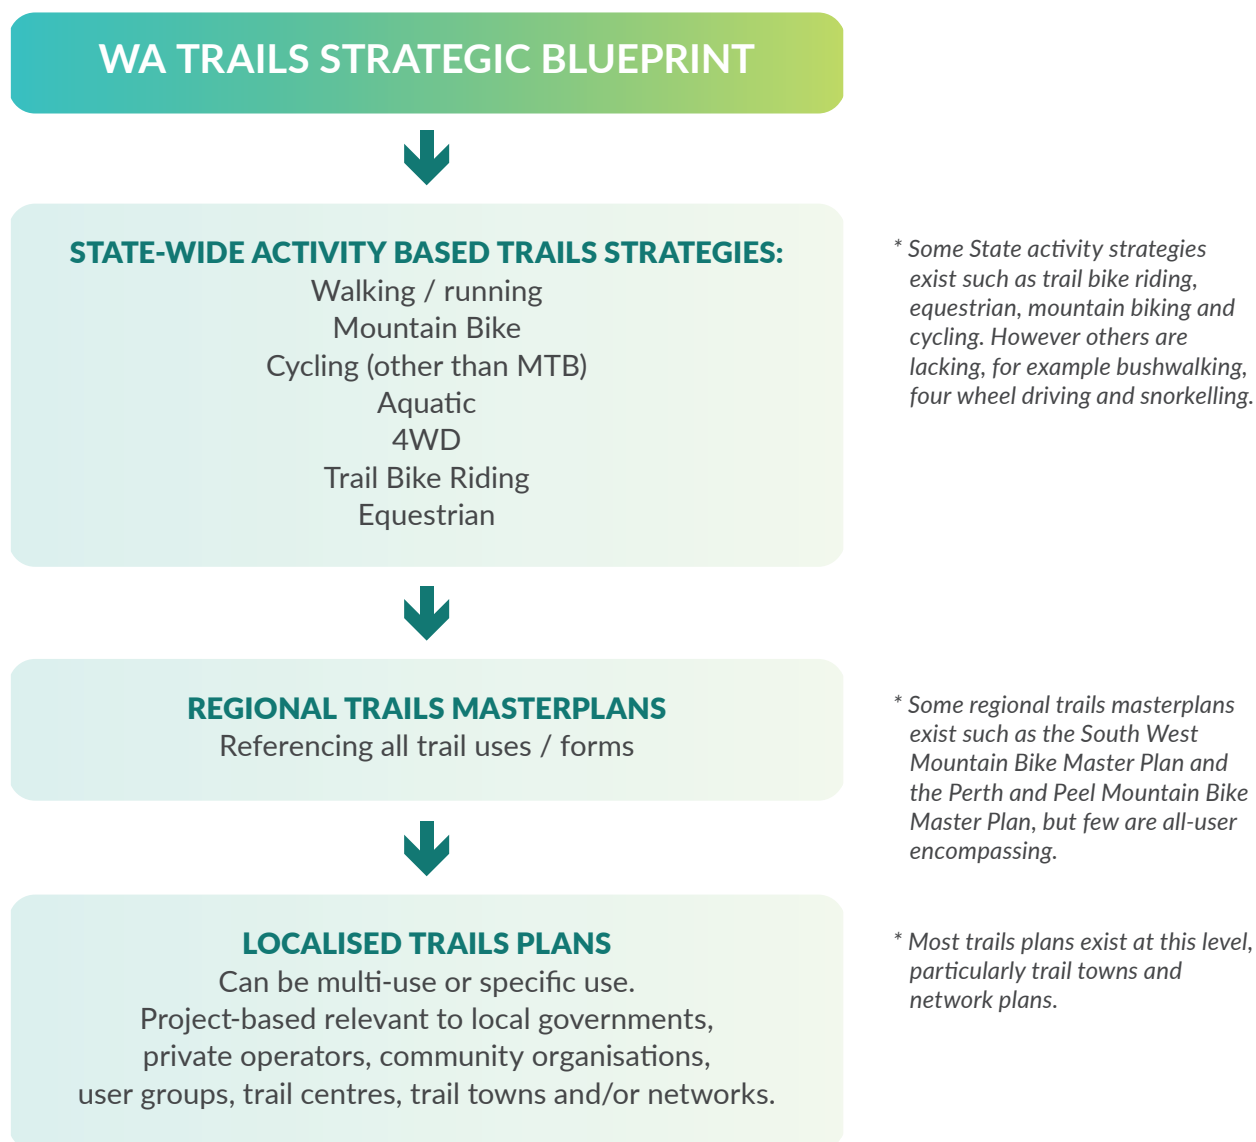 WA TRAILS STRATEGIC BLUEPRINT
STATE-WIDE ACTIVITY BASED TRAILS STRATEGIES:
Walking / running
Mountain Bike
Cycling (other than MTB)
Aquatic
4WD
Trail Bike Riding
Equestrian
* Some State activity strategies
exist such as trail bike riding,
equestrian, mountain biking and
cycling. However others are
lacking, for example bushwalking,
four wheel driving and snorkelling.
REGIONAL TRAILS MASTERPLANS
Referencing all trail uses / forms
* Some regional trails masterplans
exist such as the South West
Mountain Bike Master Plan and
the Perth and Peel Mountain Bike
Master Plan, but few are all-user
encompassing.
LOCALISED TRAILS PLANS
Can be multi-use or specific use.
Project-based relevant to local governments,
private operators, community organisations,
user groups, trail centres, trail towns and/or networks.
* Most trails plans exist at this level,
particularly trail towns and
network plans.